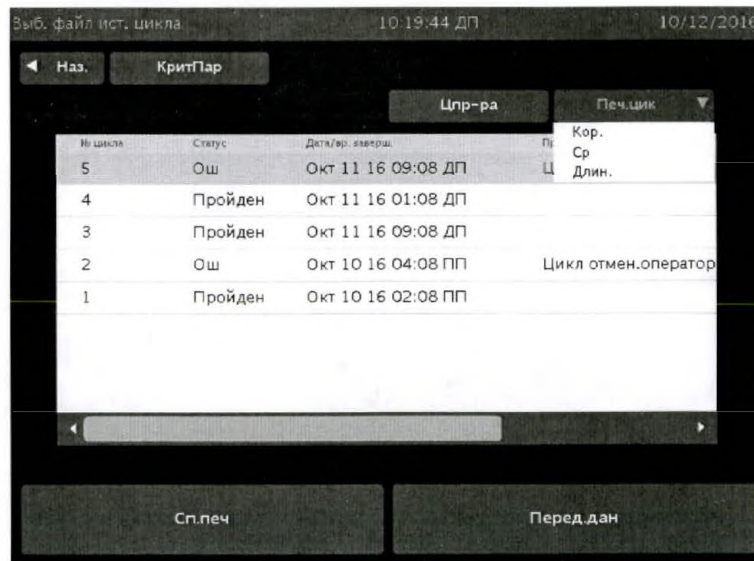 Выб. файл ист. цикла 10:19:44 ДП 10/12/2016
Наз. КритПар
Цпр-ра Печ.цик
Кор.
Ср
Длин.
№ цикла Статус Дата/вр. заверш. Пр
5 Ош Окт 11 16 09:08 ДП Ц
4 Пройден Окт 11 16 01:08 ДП
3 Пройден Окт 11 16 09:08 ДП
2 Ош Окт 10 16 04:08 ПП Цикл отмен.оператор
1 Пройден Окт 10 16 02:08 ПП
Сп.печ Перед.дан